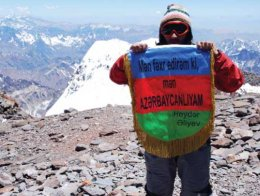 Mən fəxr edirəm ki,
mən
AZƏRBAYCANLIYAM
Heydər
Əliyev